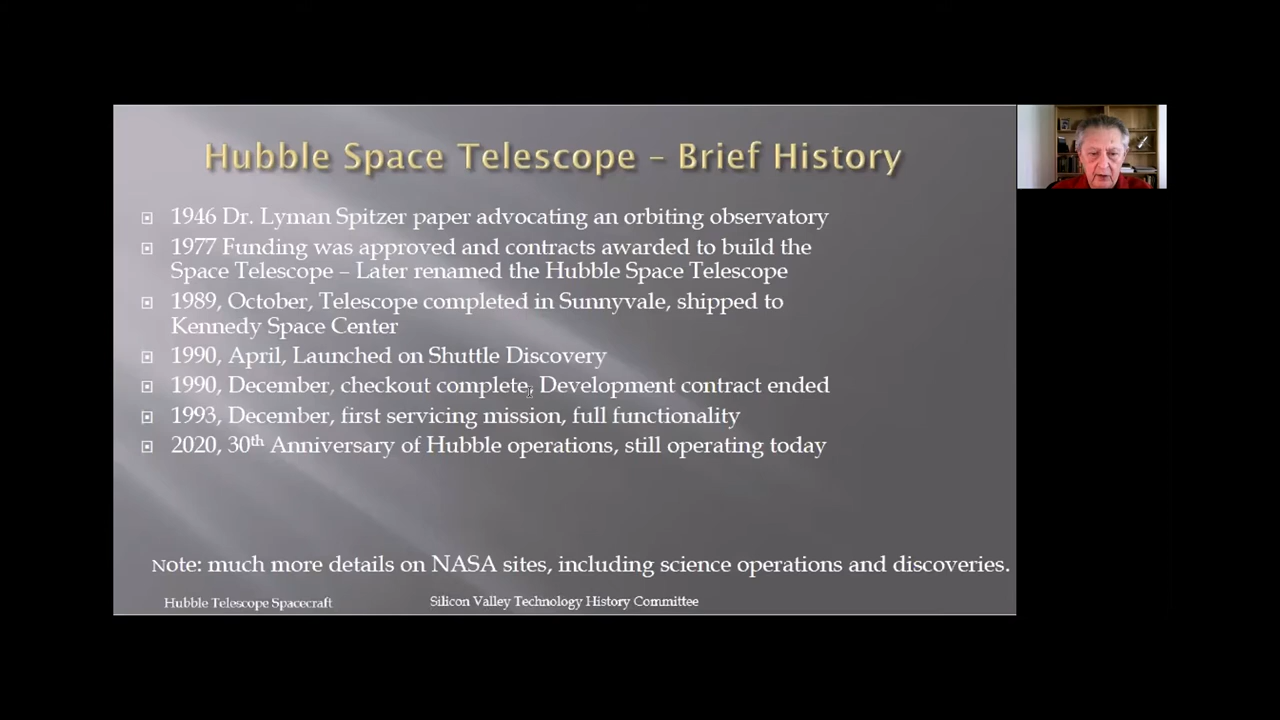 Hubble Space Telescope – Brief History
1946 Dr. Lyman Spitzer paper advocating an orbiting observatory
1977 Funding was approved and contracts awarded to build the
Space Telescope – Later renamed the Hubble Space Telescope
1989, October, Telescope completed in Sunnyvale, shipped to
Kennedy Space Center
1990, April, Launched on Shuttle Discovery
1990, December, checkout complete, Development contract ended
1993, December, first servicing mission, full functionality
2020, 30th Anniversary of Hubble operations, still operating today
Note: much more details on NASA sites, including science operations and discoveries.
Hubble Telescope Spacecraft
Silicon Valley Technology History Committee